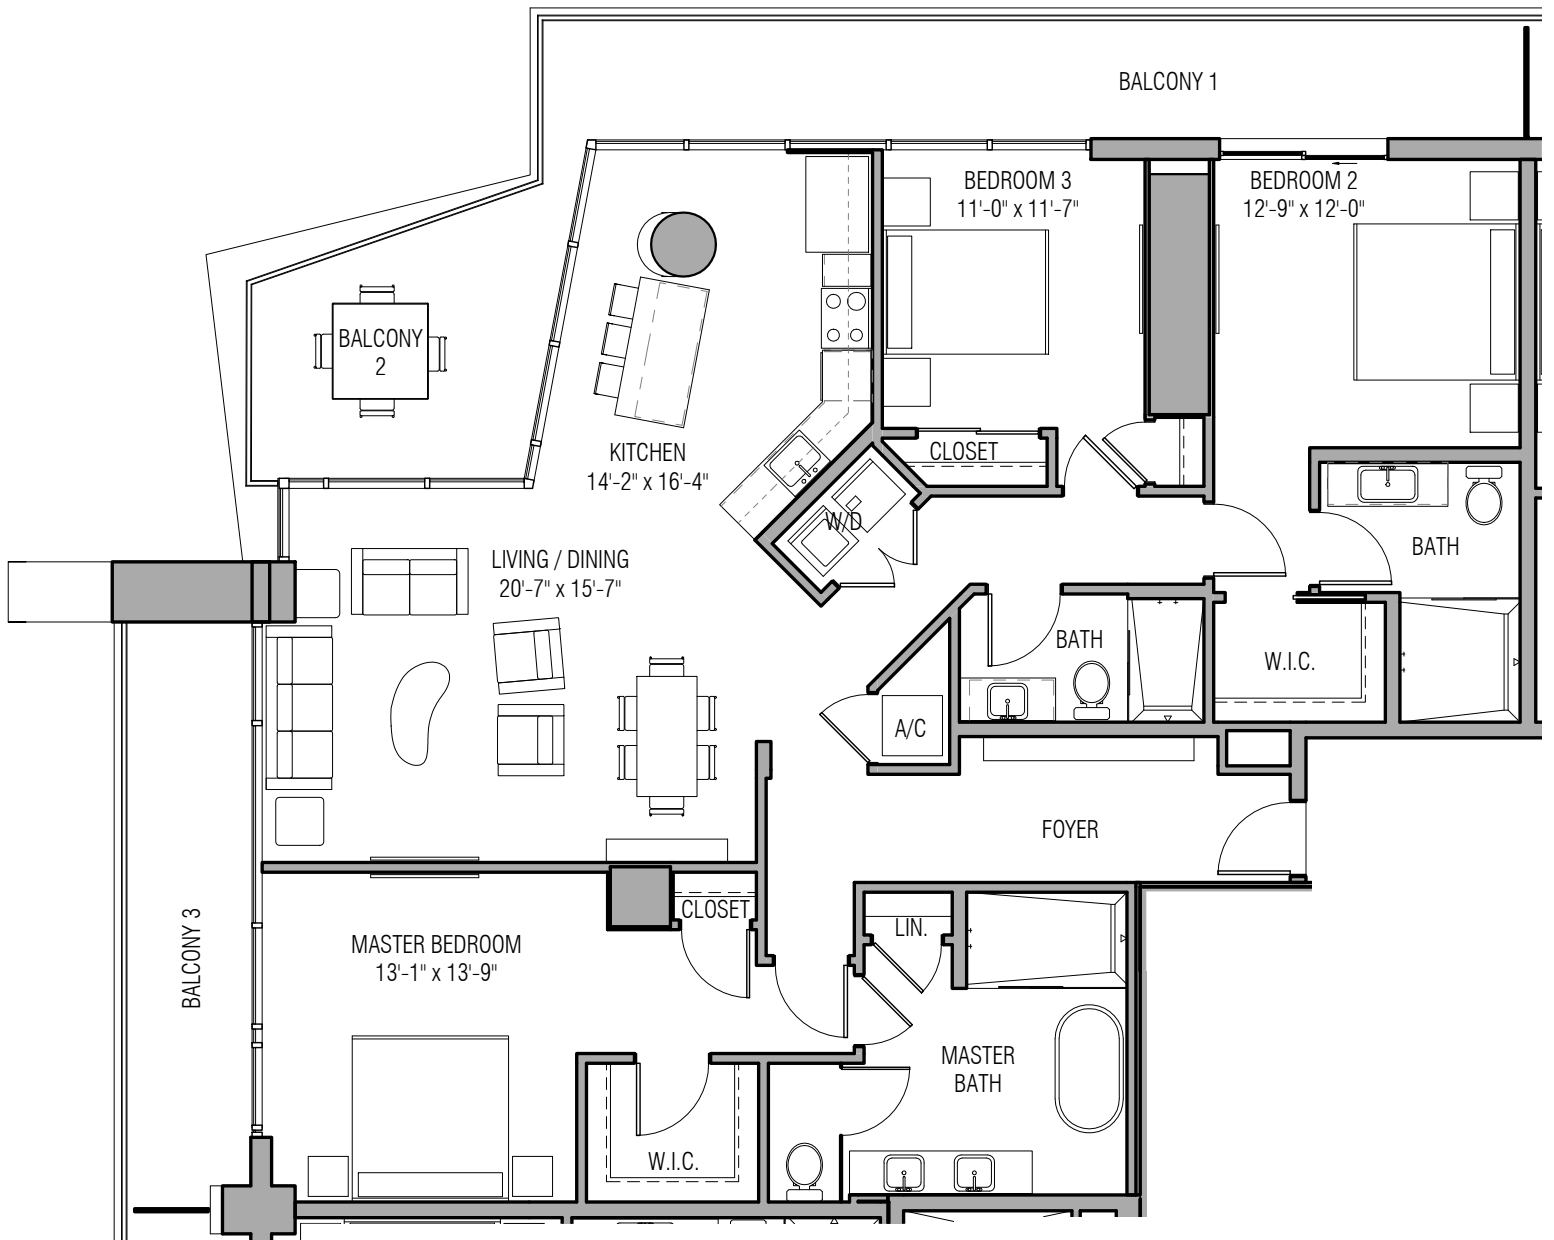 BALCONY 1
BEDROOM 3
11'-0" x 11'-7"
BEDROOM 2
12'-9" x 12'-0"
BALCONY
2
KITCHEN
14'-2" x 16'-4"
CLOSET
W/D
BATH
LIVING / DINING
20'-7" x 15'-7"
BATH
W.I.C.
A/C
FOYER
CLOSET
LIN.
BALCONY 3
MASTER BEDROOM
13'-1" x 13'-9"
MASTER
BATH
W.I.C.